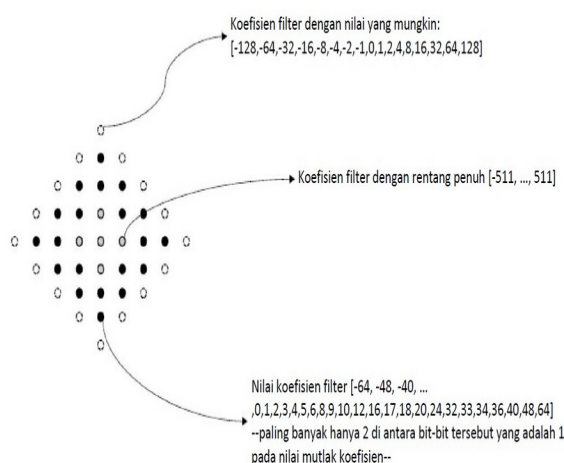 Koefisien filter dengan nilai yang mungkin:
[-128,-64,-32,-16,-8,-4,-2,-1,0,1,2,4,8,16,32,64,128]
Koefisien filter dengan rentang penuh [-511, ..., 511]
Nilai koefisien filter [-64, -48, -40, ...
,0,1,2,3,4,5,6,8,9,10,12,16,17,18,20,24,32,33,34,36,40,48,64]
--paling banyak hanya 2 di antara bit-bit tersebut yang adalah 1
pada nilai mutlak koefisien--